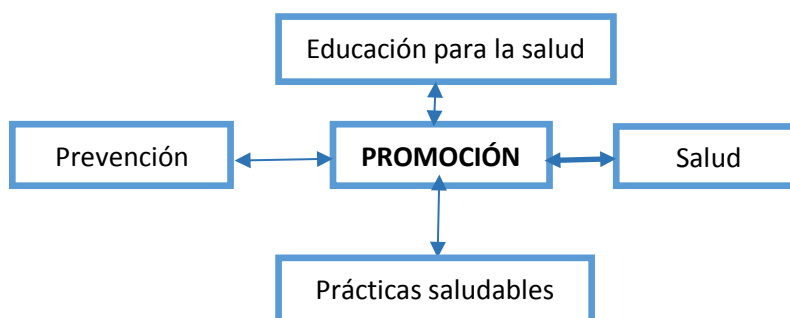 Educación para la salud
Prevención
PROMOCIÓN
Salud
Prácticas saludables